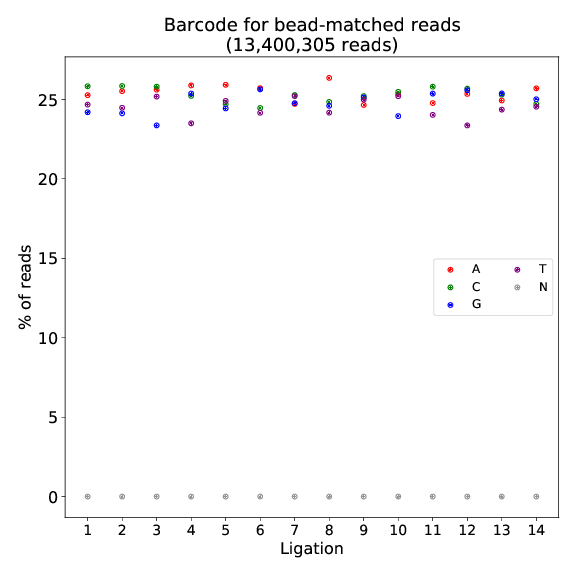 Barcode for bead-matched reads
(13,400,305 reads)
% of reads
25
20
15
10
5
0
A
C
G
T
N
1 2 3 4 5 6 7 8 9 10 11 12 13 14
Ligation